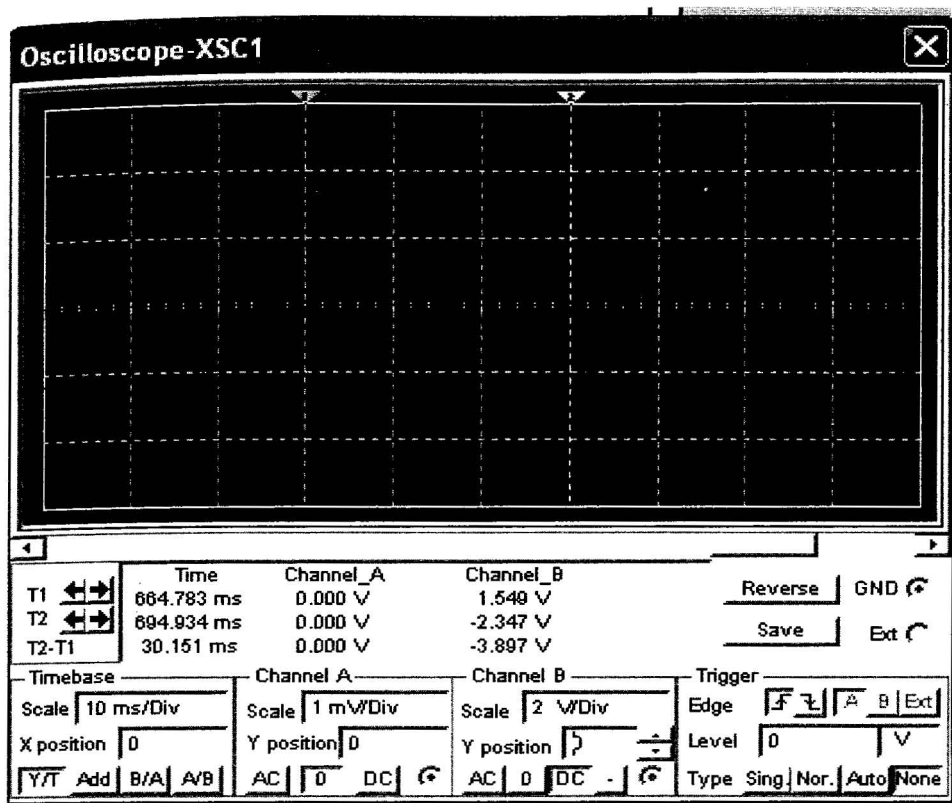 Oscilloscope-XSC1
Time Channel_A Channel_B
T1 664.783 ms 0.000 V 1.549 V
T2 694.934 ms 0.000 V -2.347 V
T2-T1 30.151 ms 0.000 V -3.897 V
Reverse GND
Save Ext
Timebase
Scale 10 ms/Div
X position 0
Y/T Add B/A A/B
Channel A
Scale 1 mV/Div
Y position 0
AC 0 DC
Channel B
Scale 2 V/Div
Y position
AC 0 DC -
Trigger
Edge A B Ext
Level 0 V
Type Sing. Nor. Auto None